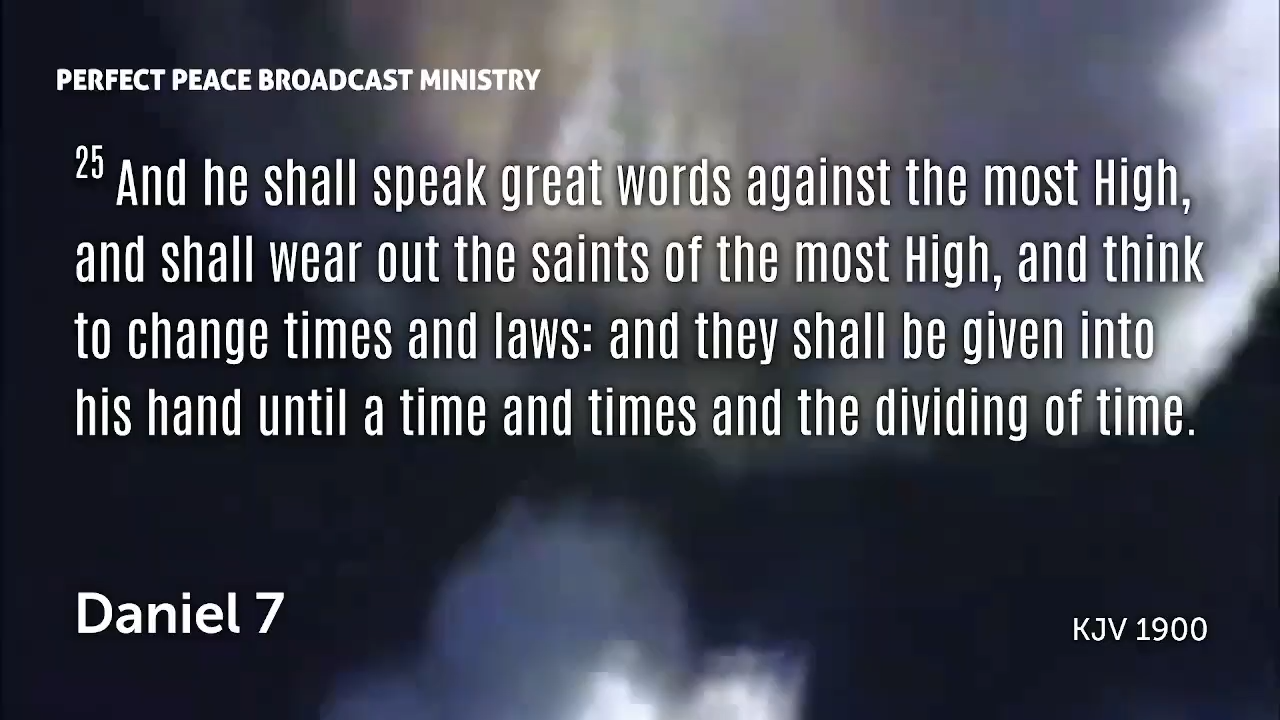 PERFECT PEACE BROADCAST MINISTRY
25 And he shall speak great words against the most High,
and shall wear out the saints of the most High, and think
to change times and laws: and they shall be given into
his hand until a time and times and the dividing of time.
Daniel 7
KJV 1900